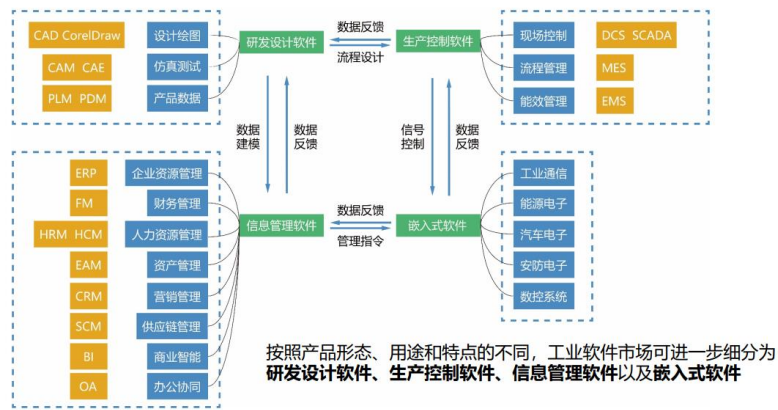 CAD CorelDraw
设计绘图
CAM CAE
仿真测试
PLM PDM
产品数据
研发设计软件
数据反馈
流程设计
生产控制软件
现场控制
DCS SCADA
流程管理
MES
能效管理
EMS
数据
建模
数据
反馈
信号
控制
数据
反馈
ERP
企业资源管理
FM
财务管理
HRM HCM
人力资源管理
EAM
资产管理
CRM
营销管理
SCM
供应链管理
BI
商业智能
OA
办公协同
信息管理软件
数据反馈
管理指令
嵌入式软件
工业通信
能源电子
汽车电子
安防电子
数控系统
按照产品形态、用途和特点的不同，工业软件市场可进一步细分为
研发设计软件、生产控制软件、信息管理软件以及嵌入式软件